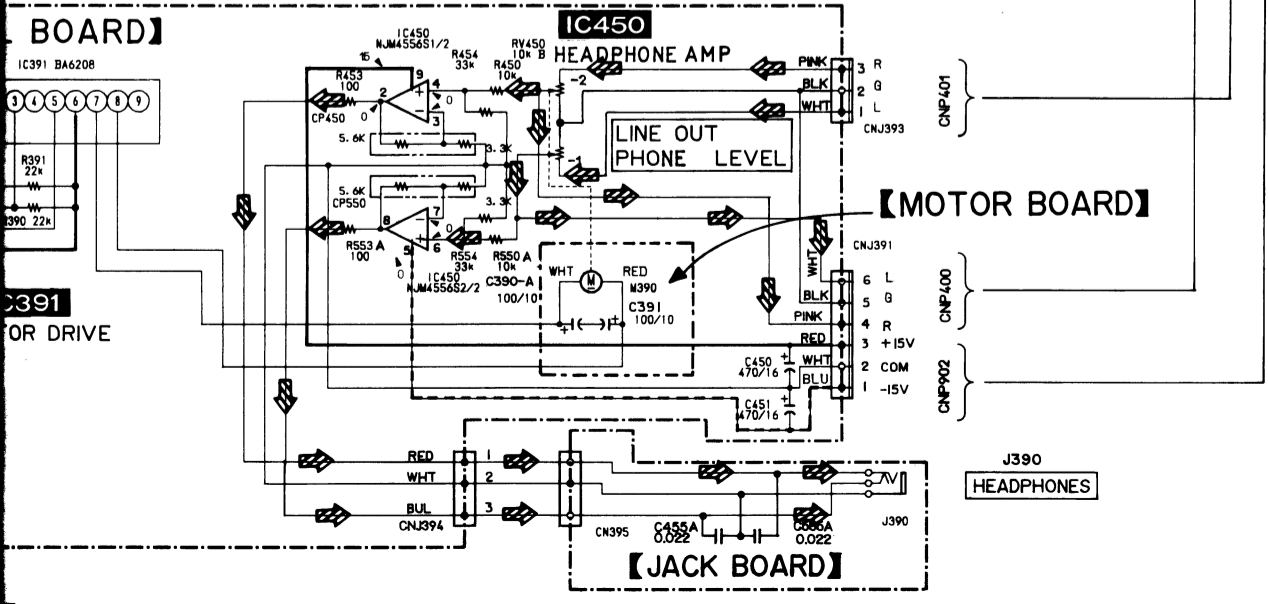 BOARD】
IC391 BA6208
3 4 5 6 7 8 9
R391
22k
R390 22k
C391
OR DRIVE
IC450
HEADPHONE AMP
IC450
NJM4556S1/2
15
R453
100
2
9
4
0
+
−
3
0
CP450
R454
33k
RV450
10k B
R450
10k
-2
-1
LINE OUT
PHONE LEVEL
5.6K
3.3K
5.6K
CP550
3.3K
8
7
0
−
+
6
5
0
R553 A
100
R554
33k
R550 A
10k
IC450
NJM4556S2/2
C390-A
100/10
WHT
M
RED
M390
C391
100/10
+
+
【MOTOR BOARD】
PINK 3 R
BLK 2 G
WHT 1 L
CNJ393
CNP401
CNJ391
WHT 6 L
BLK 5 G
PINK 4 R
RED 3 +15V
WHT 2 COM
BLU 1 -15V
CNP400
CNP902
C450
470/16
+
C451
470/16
+
RED 1
WHT 2
BUL 3
CNJ394
CN395
C455A
0.022
0.022
J390
J390
HEADPHONES
【JACK BOARD】